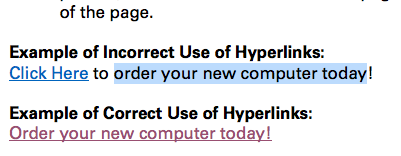 of the page.
Example of Incorrect Use of Hyperlinks:
Click Here to order your new computer today!
Example of Correct Use of Hyperlinks:
Order your new computer today!